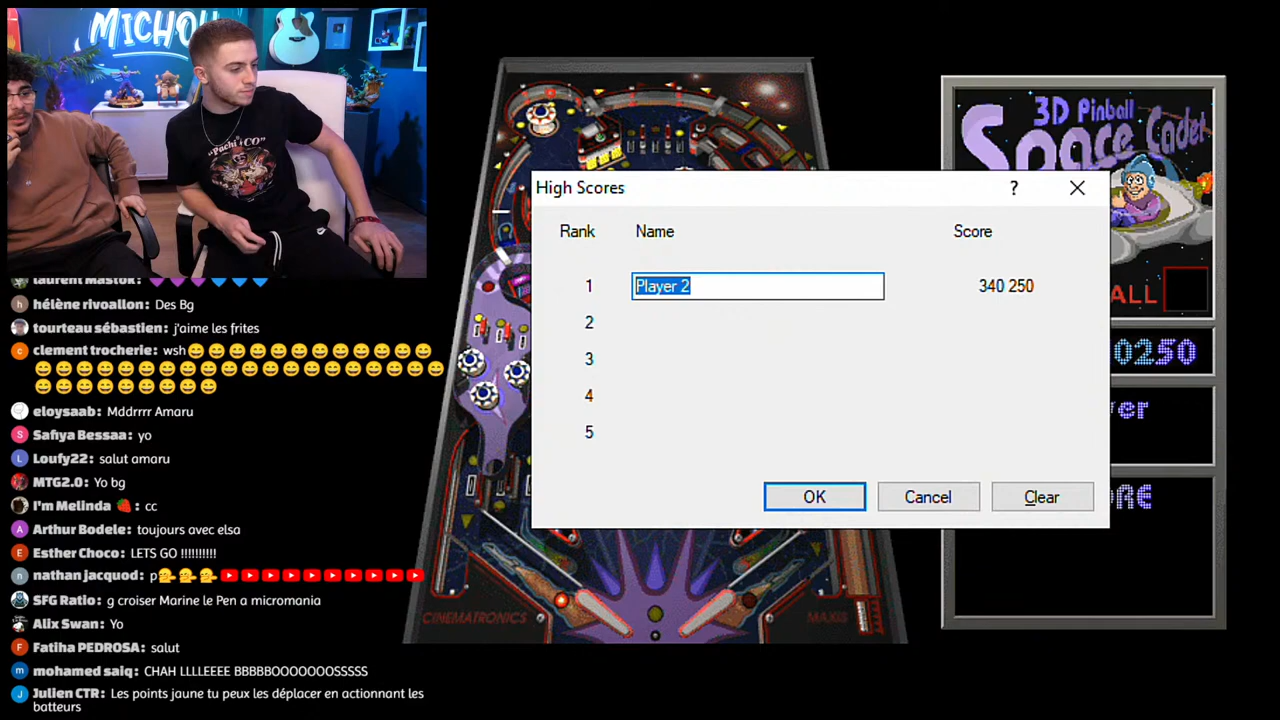 MICHOU
"Pachi & CO"
laurent Mastok: 💜💜💜💙💙💙
hélène rivoallon: Des Bg
tourteau sébastien: j'aime les frites
clement trocherie: wsh😄😄😄😄😄😄😄😄😄😄😄😄
😄😄😄😄😄😄😄😄😄😄😄😄😄😄😄😄😄😄😄😄
😄😄😄😄😄😄😄😄😄
eloysaab: Mddrrr Amaru
Safiya Bessaa: yo
Loufy22: salut amaru
MTG2.0: Yo bg
I'm Melinda 🍓: cc
Arthur Bodele: toujours avec elsa
Esther Choco: LETS GO !!!!!!!!!!
nathan jacquod: p
SFG Ratio: g croiser Marine le Pen a micromania
Alix Swan: Yo
Fatiha PEDROSA: salut
mohamed saiq: CHAH LLLLEEEE BBBBBOOOOOOOSSSSS
Julien CTR: Les points jaune tu peux les déplacer en actionnant les
batteurs
High Scores
?
Rank Name Score
1 Player 2 340 250
2
3
4
5
OK Cancel Clear
3D Pinball
Space Cadet
ALL
0250
ver
RE
CINEMATRONICS
MAXIS